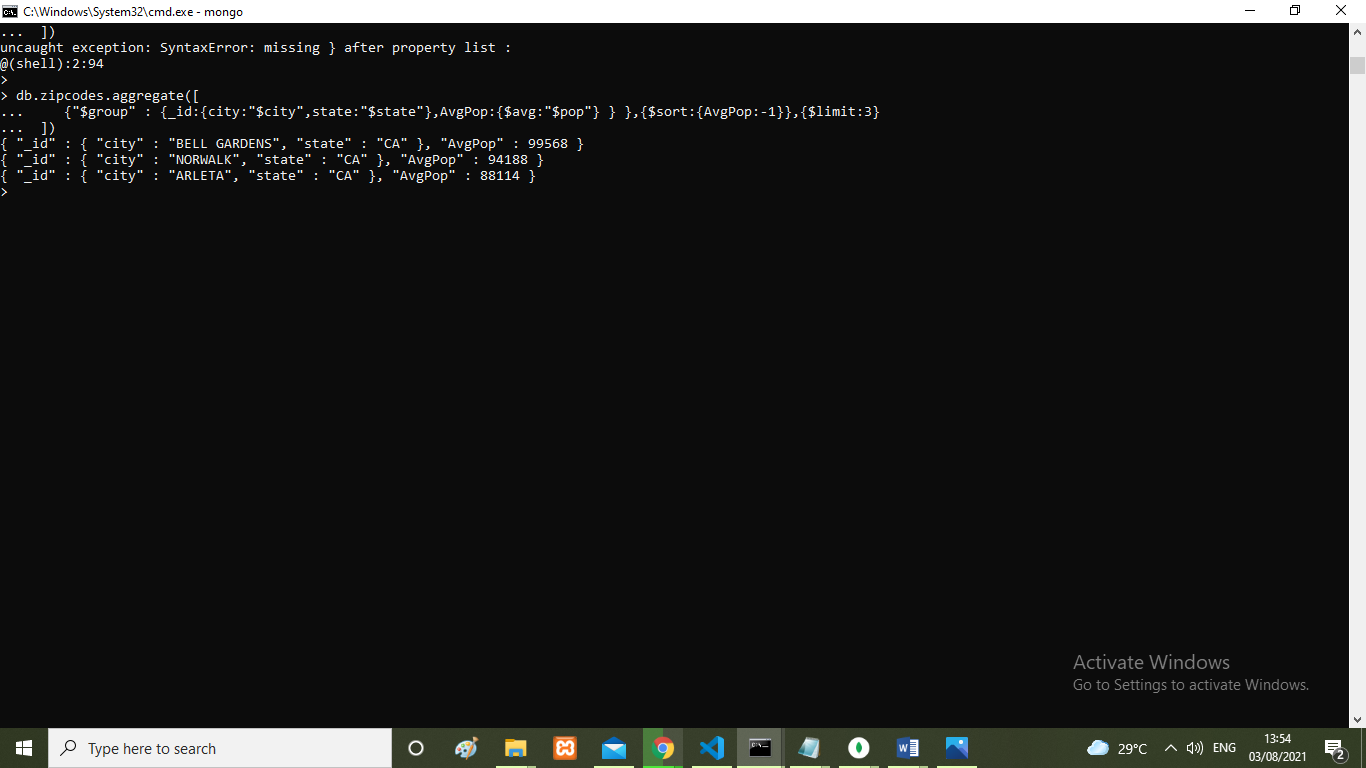 C:\Windows\System32\cmd.exe - mongo
...  ])
uncaught exception: SyntaxError: missing } after property list :
@(shell):2:94
>
> db.zipcodes.aggregate([
...     {"$group" : {_id:{city:"$city",state:"$state"},AvgPop:{$avg:"$pop"} } },{$sort:{AvgPop:-1}},{$limit:3}
...  ])
{ "_id" : { "city" : "BELL GARDENS", "state" : "CA" }, "AvgPop" : 99568 }
{ "_id" : { "city" : "NORWALK", "state" : "CA" }, "AvgPop" : 94188 }
{ "_id" : { "city" : "ARLETA", "state" : "CA" }, "AvgPop" : 88114 }
>
Activate Windows
Go to Settings to activate Windows.
Type here to search
29°C
ENG
13:54
03/08/2021
2